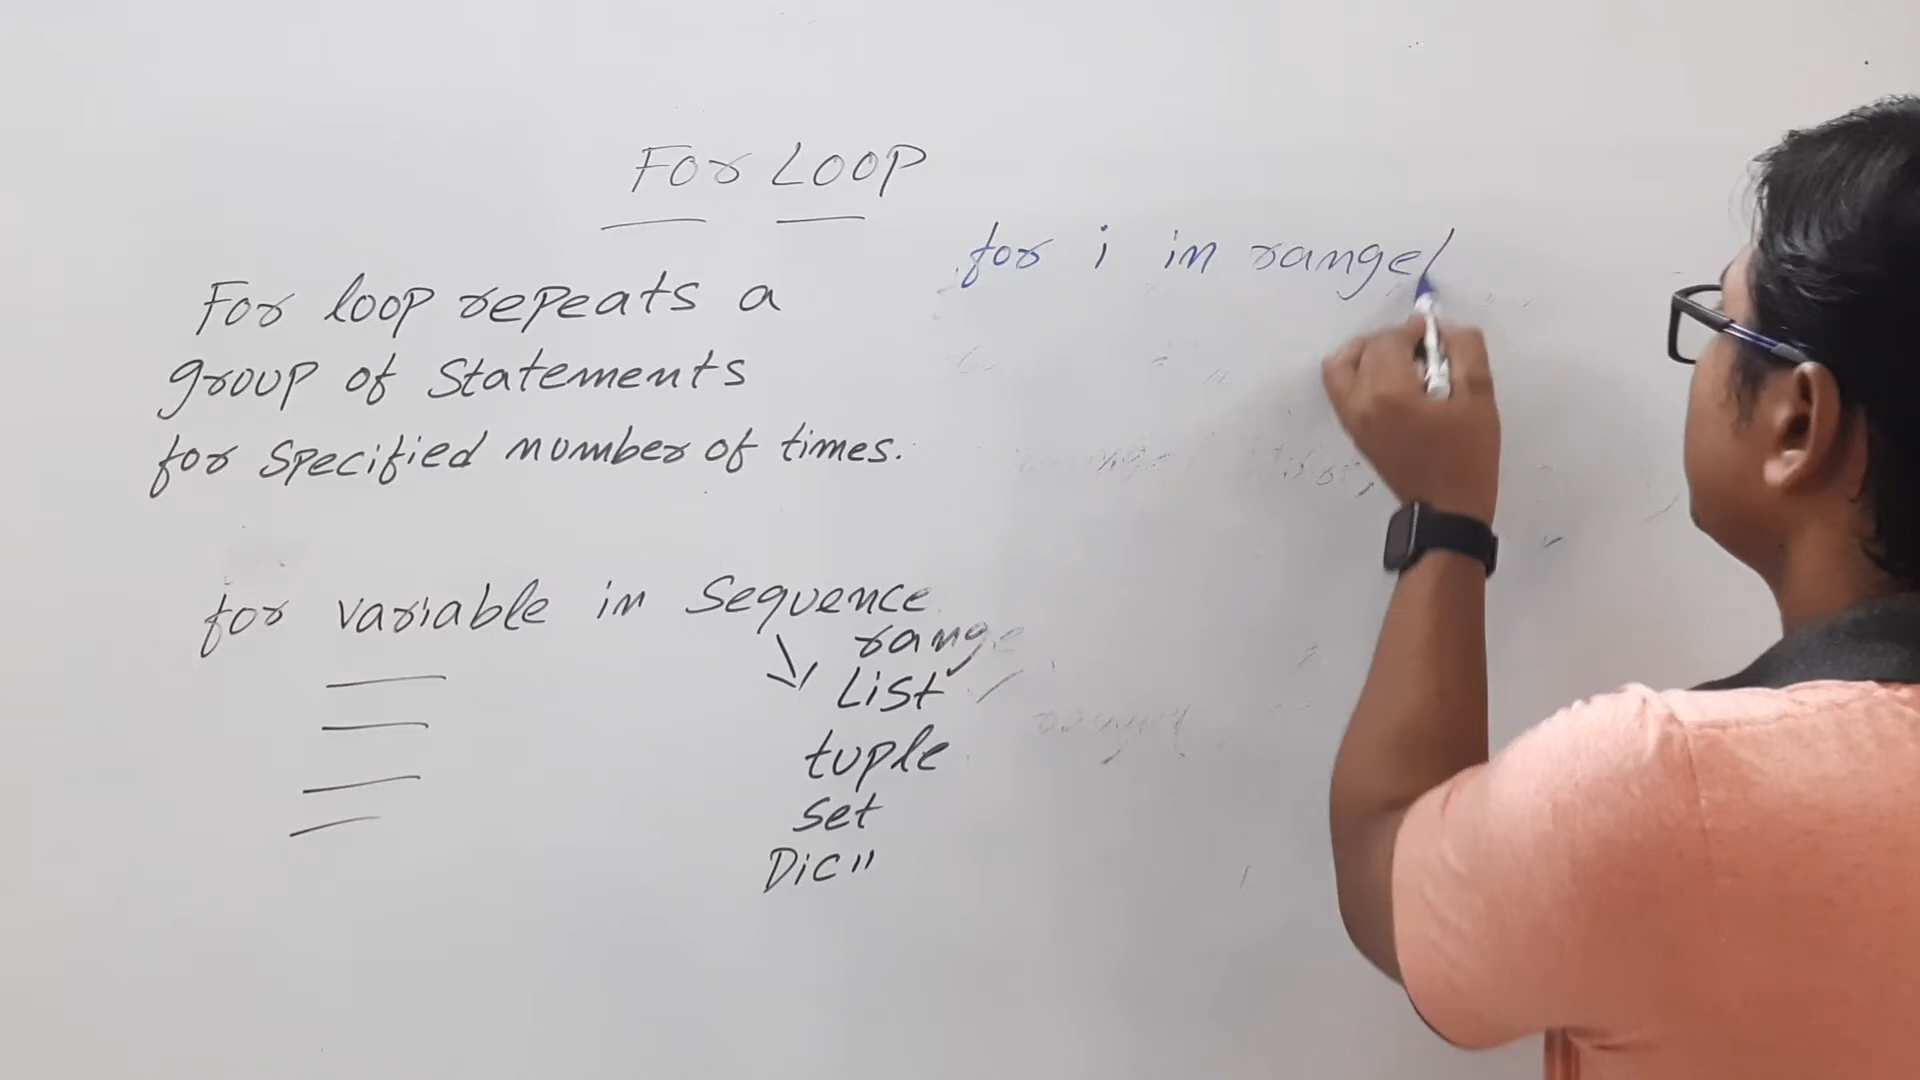 For LOOP
For loop repeats a
group of Statements
for specified number of times.
for variable in Sequence
range
List
tuple
set
Dic "
for i in range(